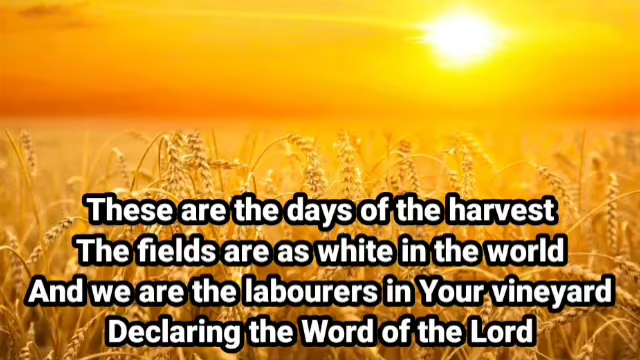 These are the days of the harvest
The fields are as white in the world
And we are the labourers in Your vineyard
Declaring the Word of the Lord